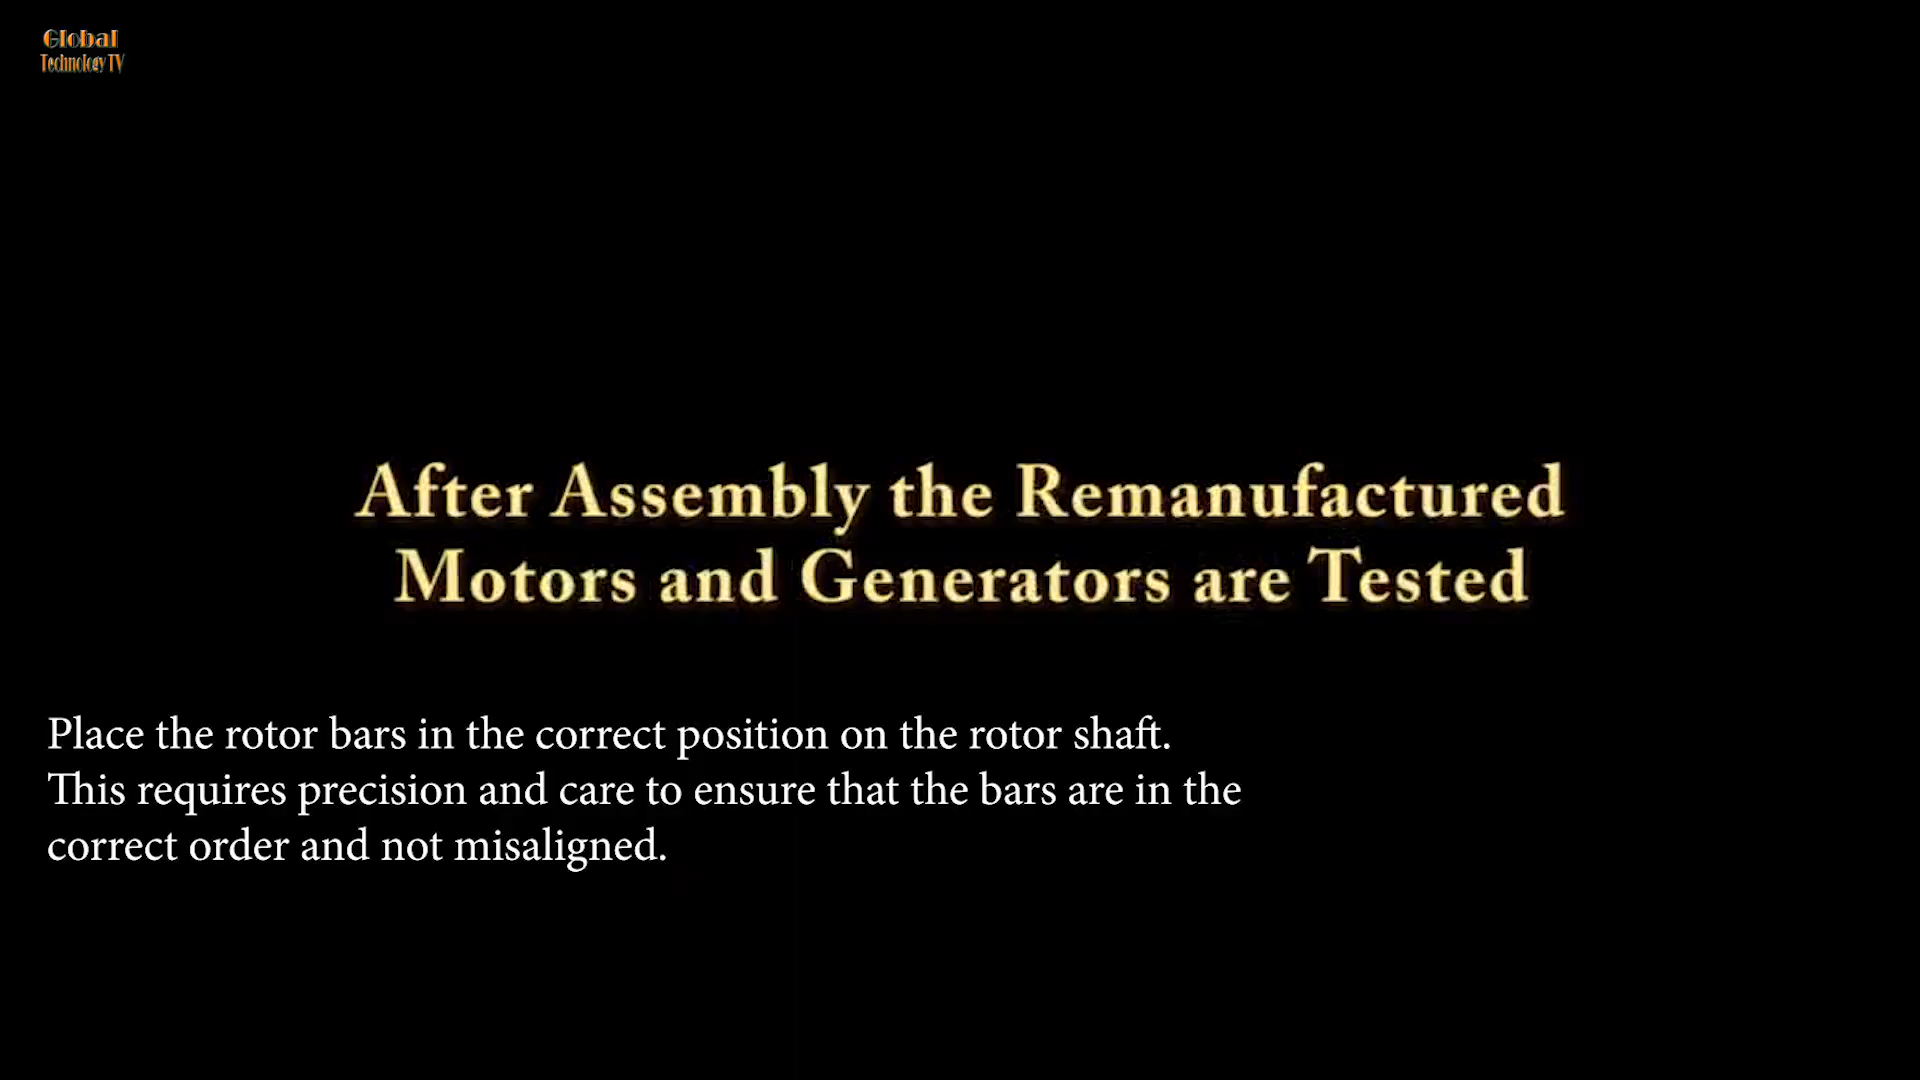 Global
Technology TV
After Assembly the Remanufactured
Motors and Generators are Tested
Place the rotor bars in the correct position on the rotor shaft.
This requires precision and care to ensure that the bars are in the
correct order and not misaligned.